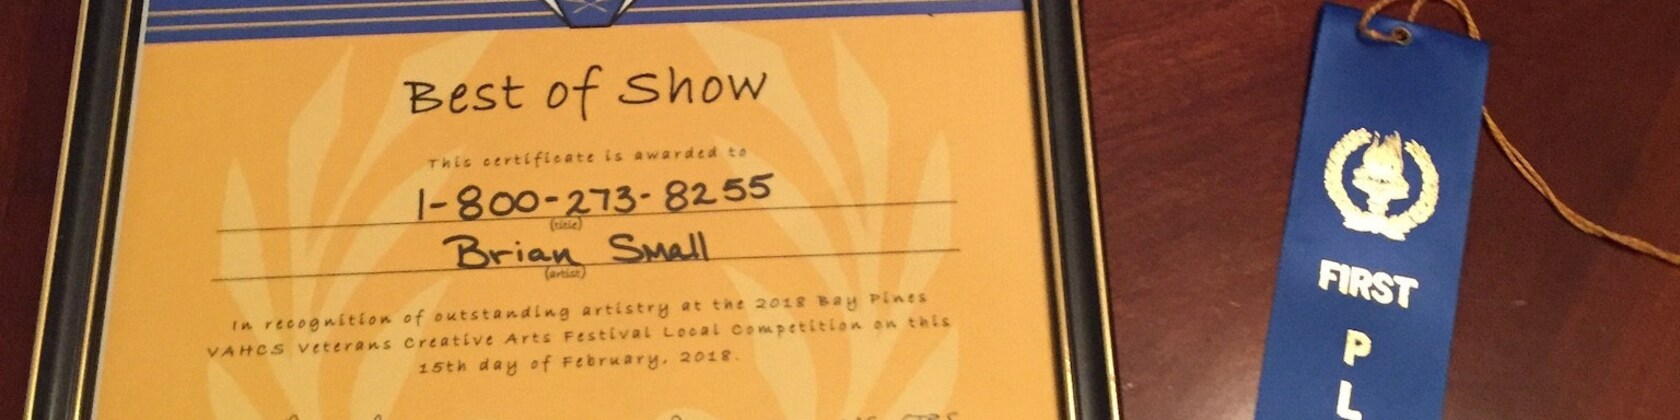 Best of Show
This certificate is awarded to
1-800-273-8255
(title)
Brian Small
(artist)
In recognition of outstanding artistry at the 2018 Bay Pines
VAHCS Veterans Creative Arts Festival Local Competition on this
15th day of February, 2018.
FIRST
P
L